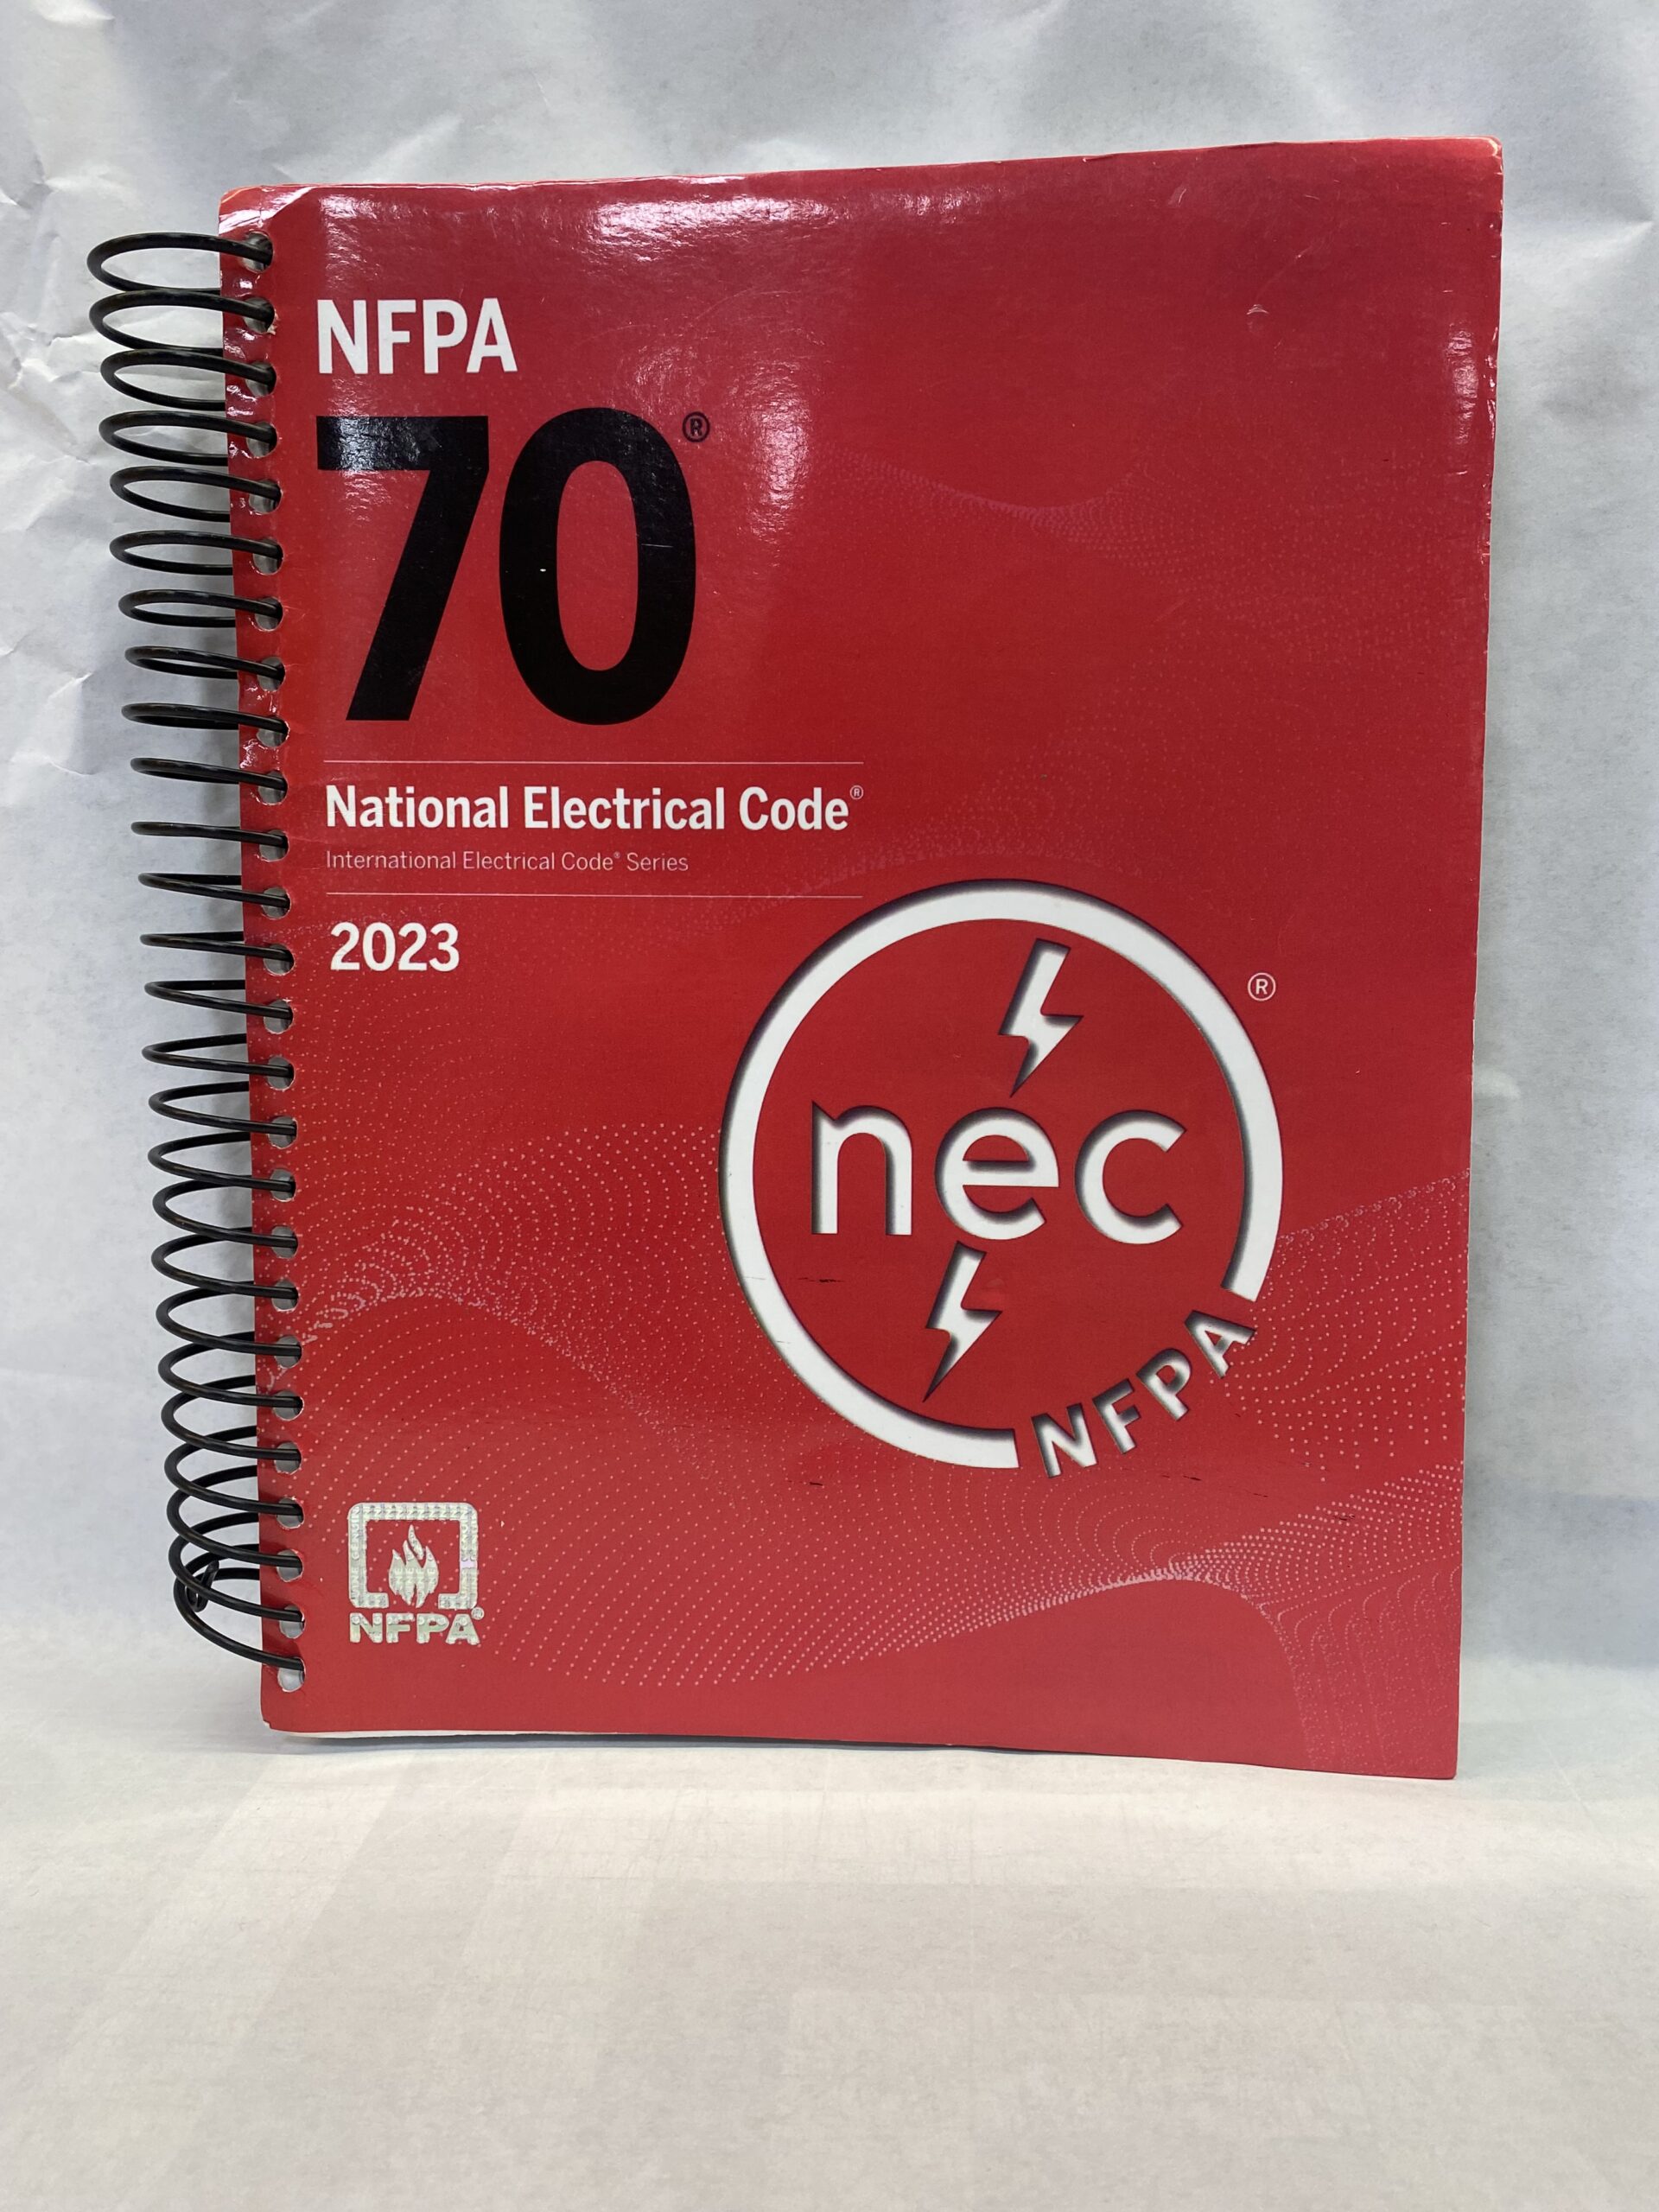 NFPA
70®
National Electrical Code®
International Electrical Code® Series
2023
®
nec
NFPA
NFPA®